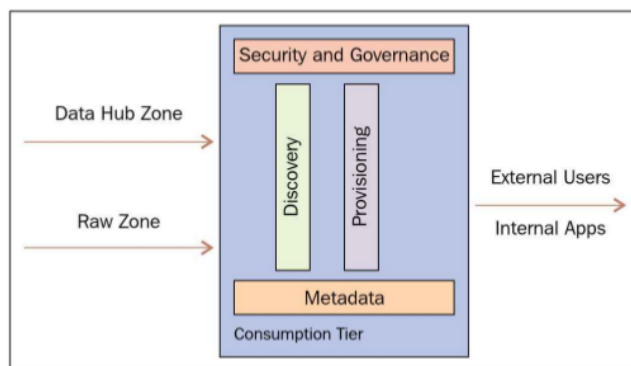 Security and Governance
Data Hub Zone
Discovery
Provisioning
External Users
Raw Zone
Internal Apps
Metadata
Consumption Tier